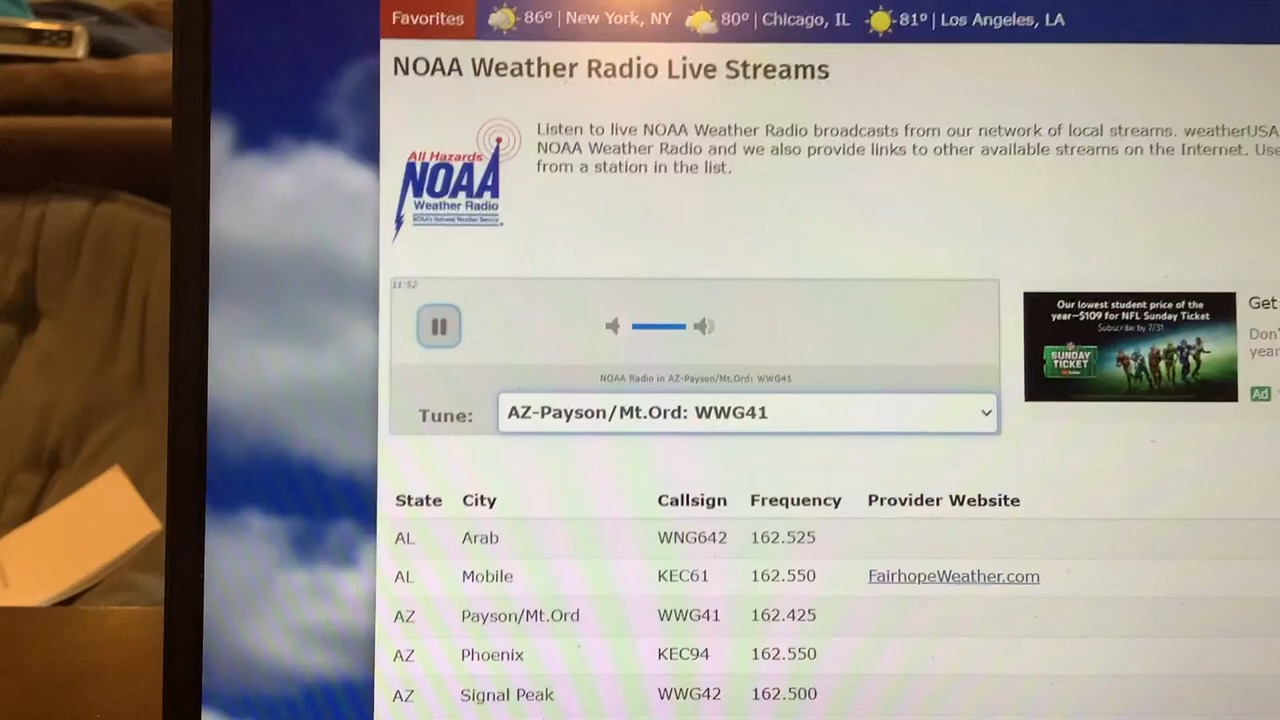 Favorites 86° | New York, NY 80° | Chicago, IL 81° | Los Angeles, LA
NOAA Weather Radio Live Streams
Listen to live NOAA Weather Radio broadcasts from our network of local streams. weatherUSA
NOAA Weather Radio and we also provide links to other available streams on the Internet. Use
from a station in the list.
All Hazards
NOAA
Weather Radio
NOAA's National Weather Service
11:52
NOAA Radio in AZ-Payson/Mt.Ord: WWG41
Tune: AZ-Payson/Mt.Ord: WWG41
Our lowest student price of the
year—$109 for NFL Sunday Ticket
Subscribe by 7/31
SUNDAY
TICKET
Get
Don'
year
Ad
State City Callsign Frequency Provider Website
AL Arab WNG642 162.525
AL Mobile KEC61 162.550 FairhopeWeather.com
AZ Payson/Mt.Ord WWG41 162.425
AZ Phoenix KEC94 162.550
AZ Signal Peak WWG42 162.500